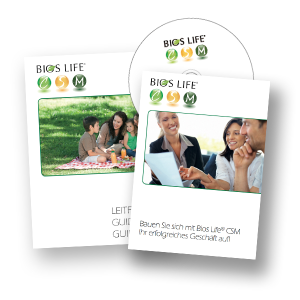 BIOS LIFE®
M
BIOS LIFE®
M
LEITF
GUID
GUI
BIOS LIFE®
M
Bauen Sie sich mit Bios Life® CSM
Ihr erfolgreiches Geschäft auf!